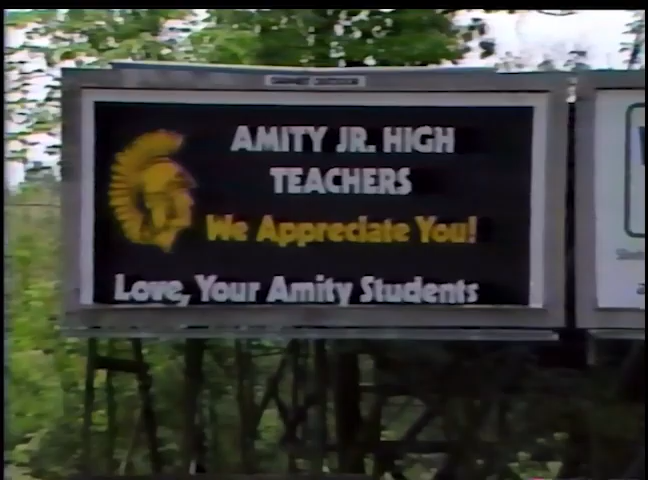 AMITY JR. HIGH
TEACHERS
We Appreciate You!
Love, Your Amity Students